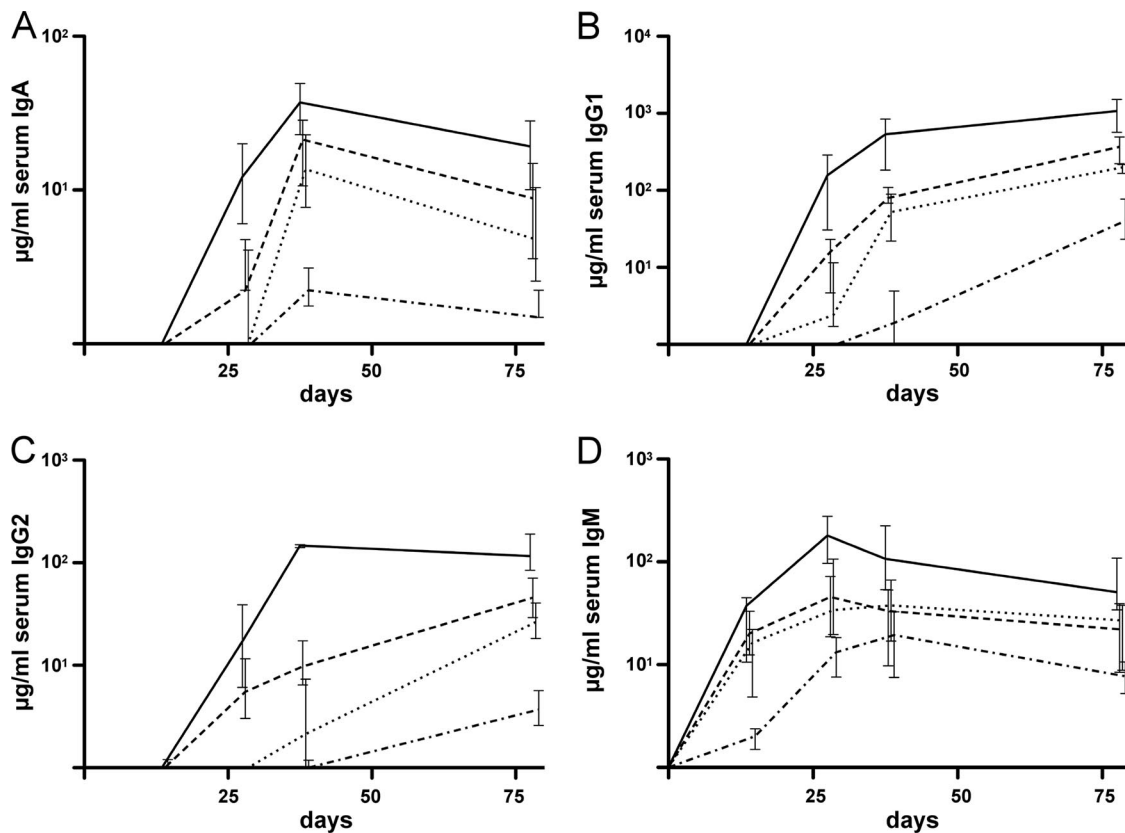 A
10²
10¹
µg/ml serum IgA
25 50 75
days
B
10⁴
10³
10²
10¹
µg/ml serum IgG1
25 50 75
days
C
10³
10²
10¹
µg/ml serum IgG2
25 50 75
days
D
10³
10²
10¹
µg/ml serum IgM
25 50 75
days